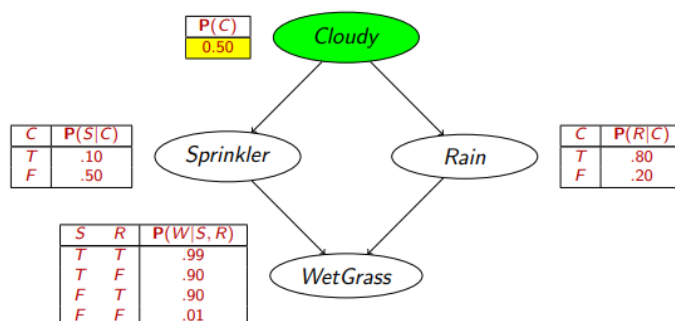 P(C)
0.50
Cloudy
C P(S|C)
T .10
F .50
Sprinkler
Rain
C P(R|C)
T .80
F .20
S R P(W|S, R)
T T .99
T F .90
F T .90
F F .01
WetGrass